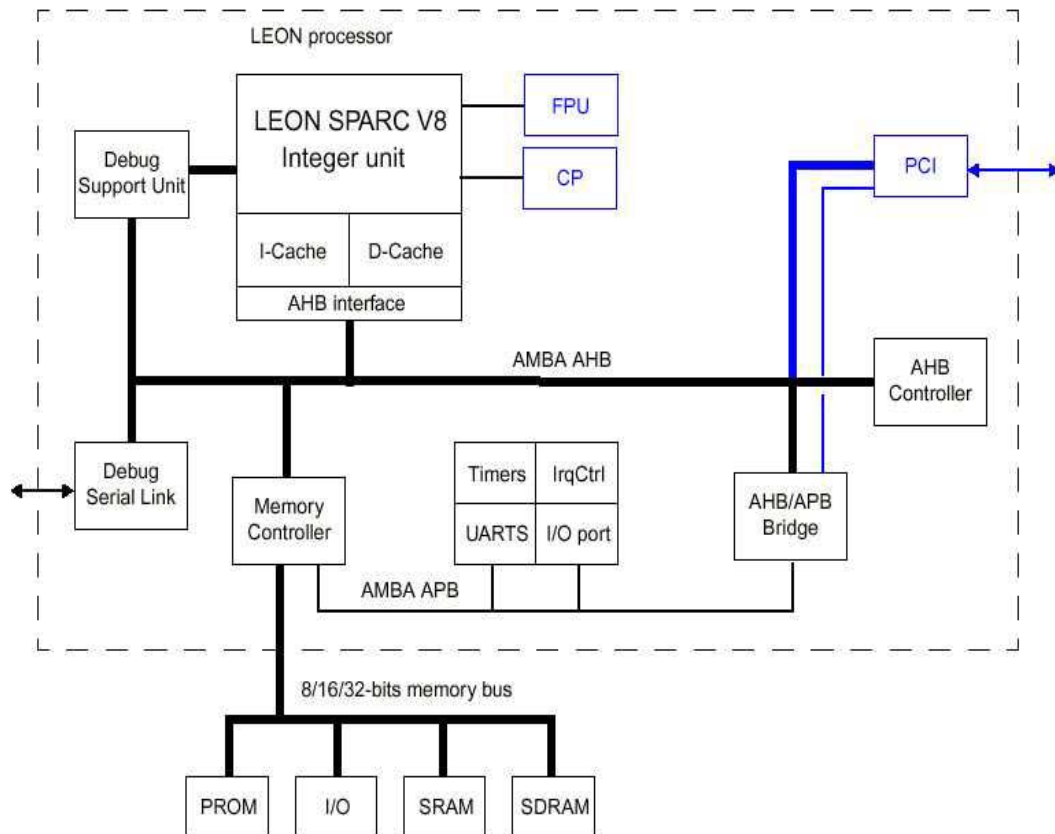 LEON processor
LEON SPARC V8
Integer unit
FPU
CP
Debug
Support Unit
PCI
I-Cache
D-Cache
AHB interface
AMBA AHB
AHB
Controller
Debug
Serial Link
Memory
Controller
Timers
IrqCtrl
UARTS
I/O port
AHB/APB
Bridge
AMBA APB
8/16/32-bits memory bus
PROM
I/O
SRAM
SDRAM